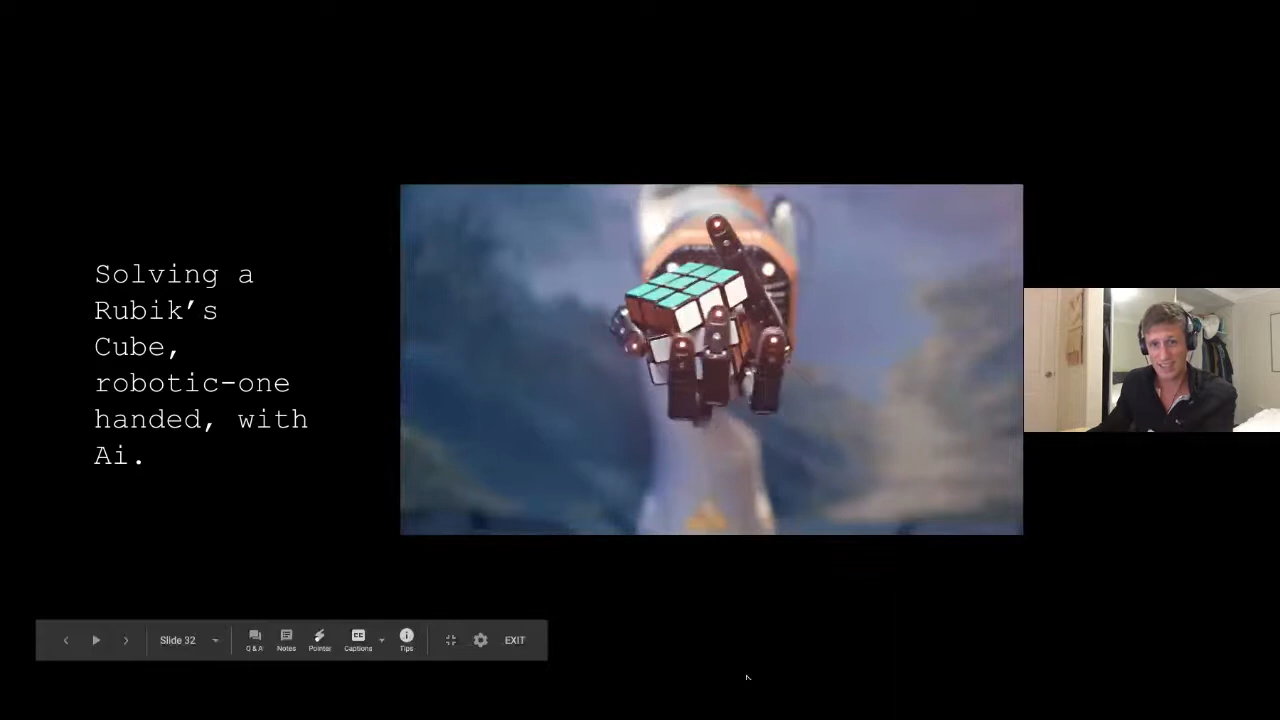 Solving a
Rubik’s
Cube,
robotic-one
handed, with
Ai.
Slide 32
Q & A
Notes
Pointer
Captions
Tips
EXIT